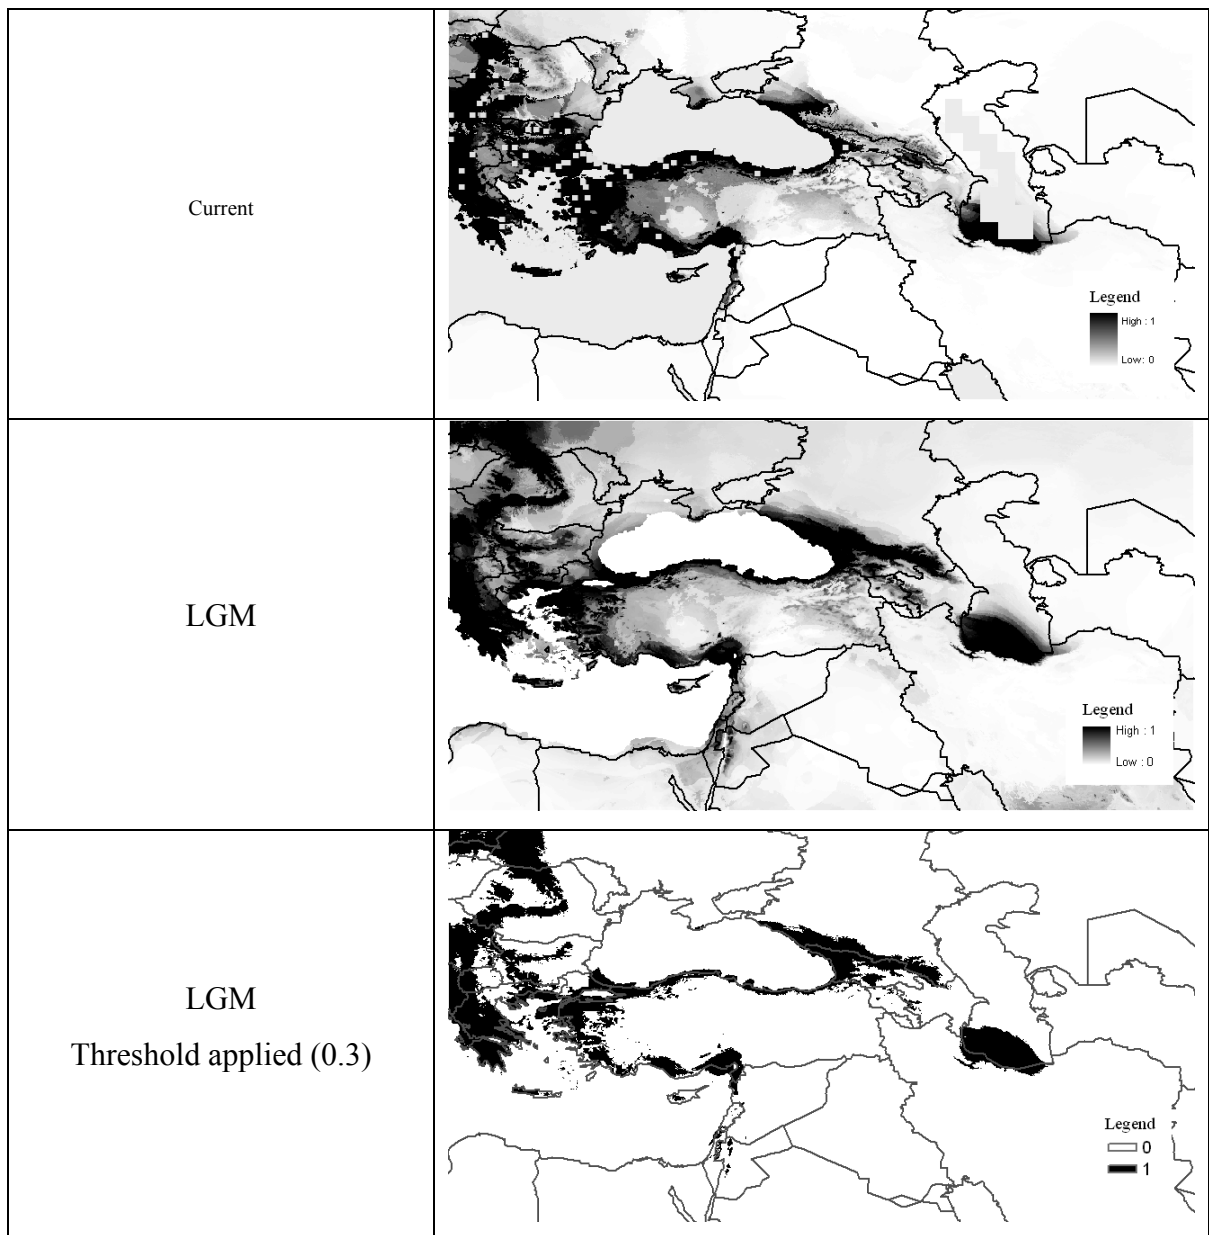 Current
Legend
High : 1
Low: 0
LGM
Legend
High : 1
Low : 0
LGM
Threshold applied (0.3)
Legend
0
1